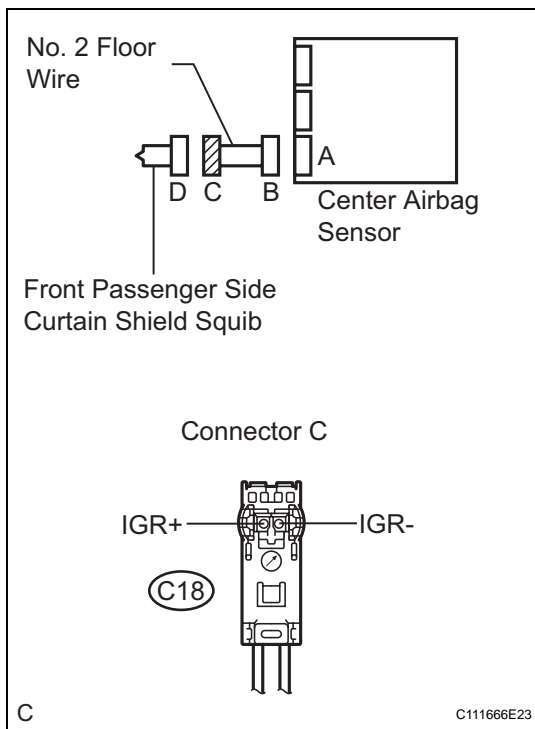 No. 2 Floor
Wire
D
C
B
A
Center Airbag
Sensor
Front Passenger Side
Curtain Shield Squib
Connector C
IGR+
IGR-
C18
C
C111666E23